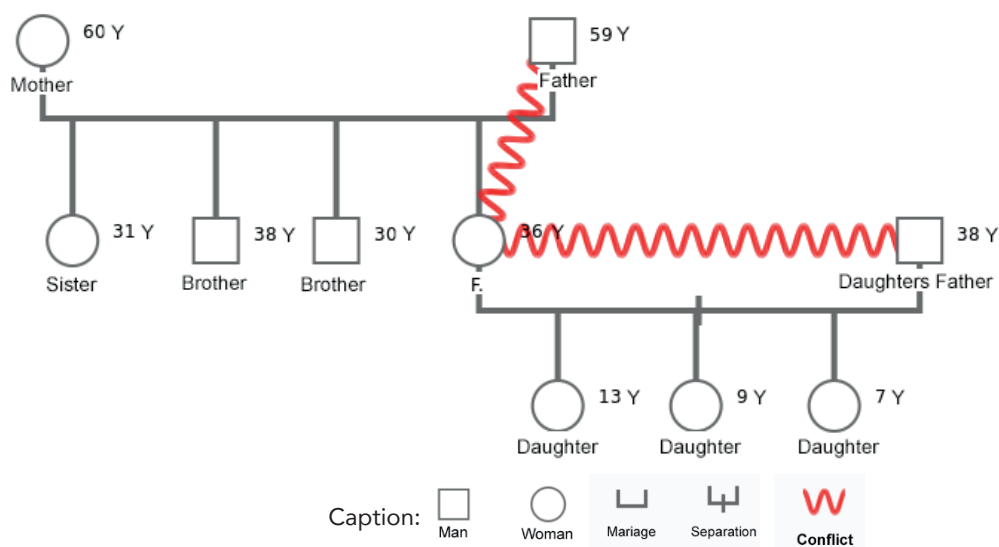 60 Y
59 Y
Mother
Father
31 Y
38 Y
30 Y
36 Y
38 Y
Sister
Brother
Brother
F.
Daughters Father
13 Y
9 Y
7 Y
Daughter
Daughter
Daughter
Caption:
Man
Woman
Mariage
Separation
Conflict